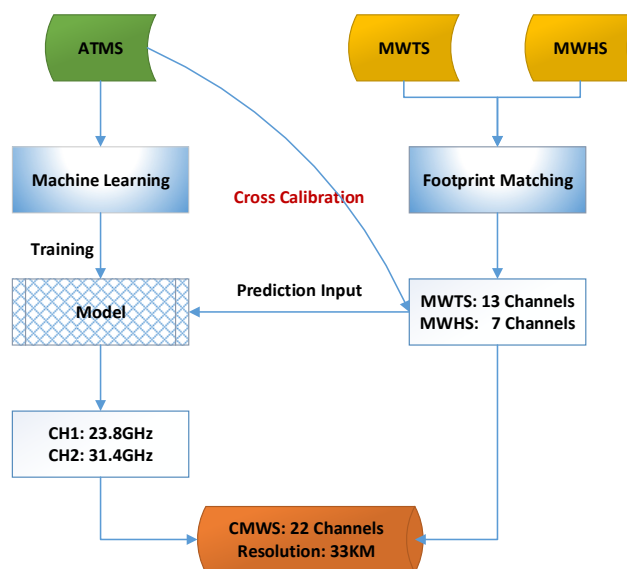 ATMS
MWTS
MWHS
Machine Learning
Footprint Matching
Cross Calibration
Training
Prediction Input
Model
MWTS: 13 Channels
MWHS: 7 Channels
CH1: 23.8GHz
CH2: 31.4GHz
CMWS: 22 Channels
Resolution: 33KM